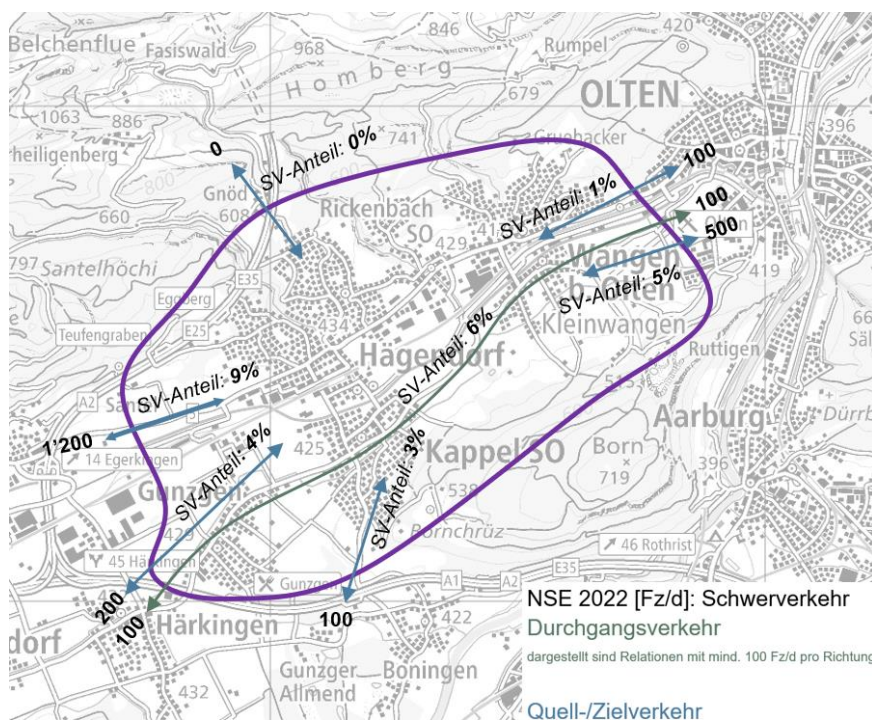 Belchenflue
Fasiswald
968
846
Rumpel
420
Homberg
679
OLTEN
1063
886
741
396
0
SV-Anteil: 0%
Gruebacker
100
Gnöd
608
660
Rickenbach
SO
429
SV-Anteil: 1%
100
500
797
Santelhöchi
E35
Wangen
b. Olten
SV-Anteil: 5%
419
Eggberg
Teufengraben
E25
434
SV-Anteil: 6%
Kleinwangen
Hägendorf
Ruttigen
SV-Anteil: 9%
A2
Aarburg
1'200
14 Egerkingen
SV-Anteil: 4%
425
SV-Anteil: 3%
Kappel SO
Born
719
396
Gunzgen
538
429
45 Härkingen
46 Rothrist
Gunzgen
A1
A2
E35
200
100
Härkingen
100
422
dorf
Gunzger
Allmend
Boningen
432
NSE 2022 [Fz/d]: Schwerverkehr
Durchgangsverkehr
dargestellt sind Relationen mit mind. 100 Fz/d pro Richtung
Quell-/Zielverkehr